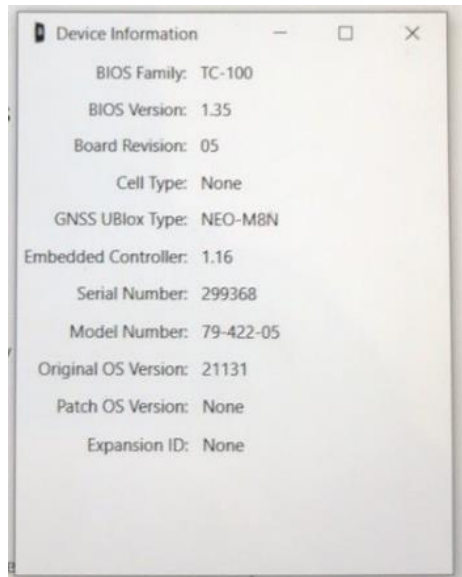 Device Information
BIOS Family: TC-100
BIOS Version: 1.35
Board Revision: 05
Cell Type: None
GNSS UBlox Type: NEO-M8N
Embedded Controller: 1.16
Serial Number: 299368
Model Number: 79-422-05
Original OS Version: 21131
Patch OS Version: None
Expansion ID: None